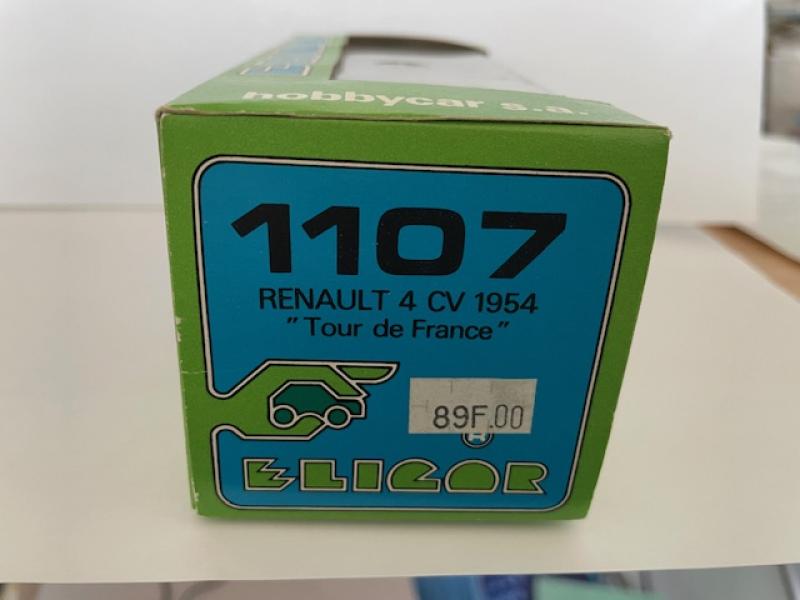 hobbycar s.a.
1107
RENAULT 4 CV 1954
"Tour de France"
89F.00
ELIGOR